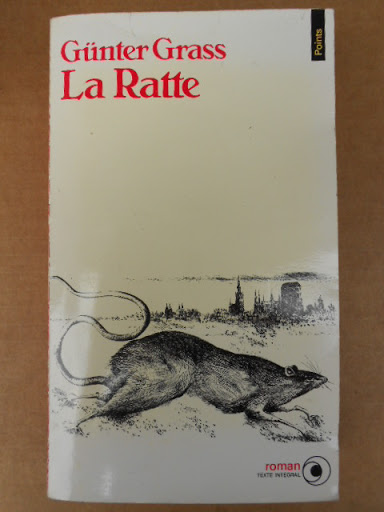 Günter Grass
La Ratte
Points
roman
TEXTE INTEGRAL